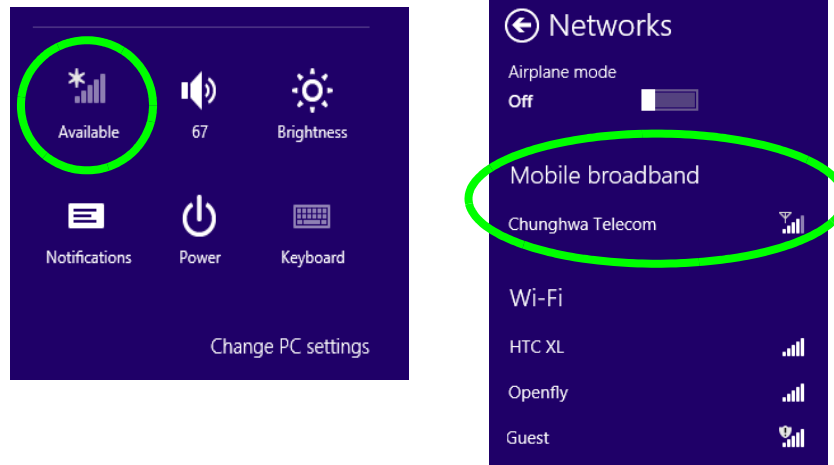 Available
67
Brightness
Notifications
Power
Keyboard
Change PC settings
Networks
Airplane mode
Off
Mobile broadband
Chunghwa Telecom
Wi-Fi
HTC XL
Openfly
Guest